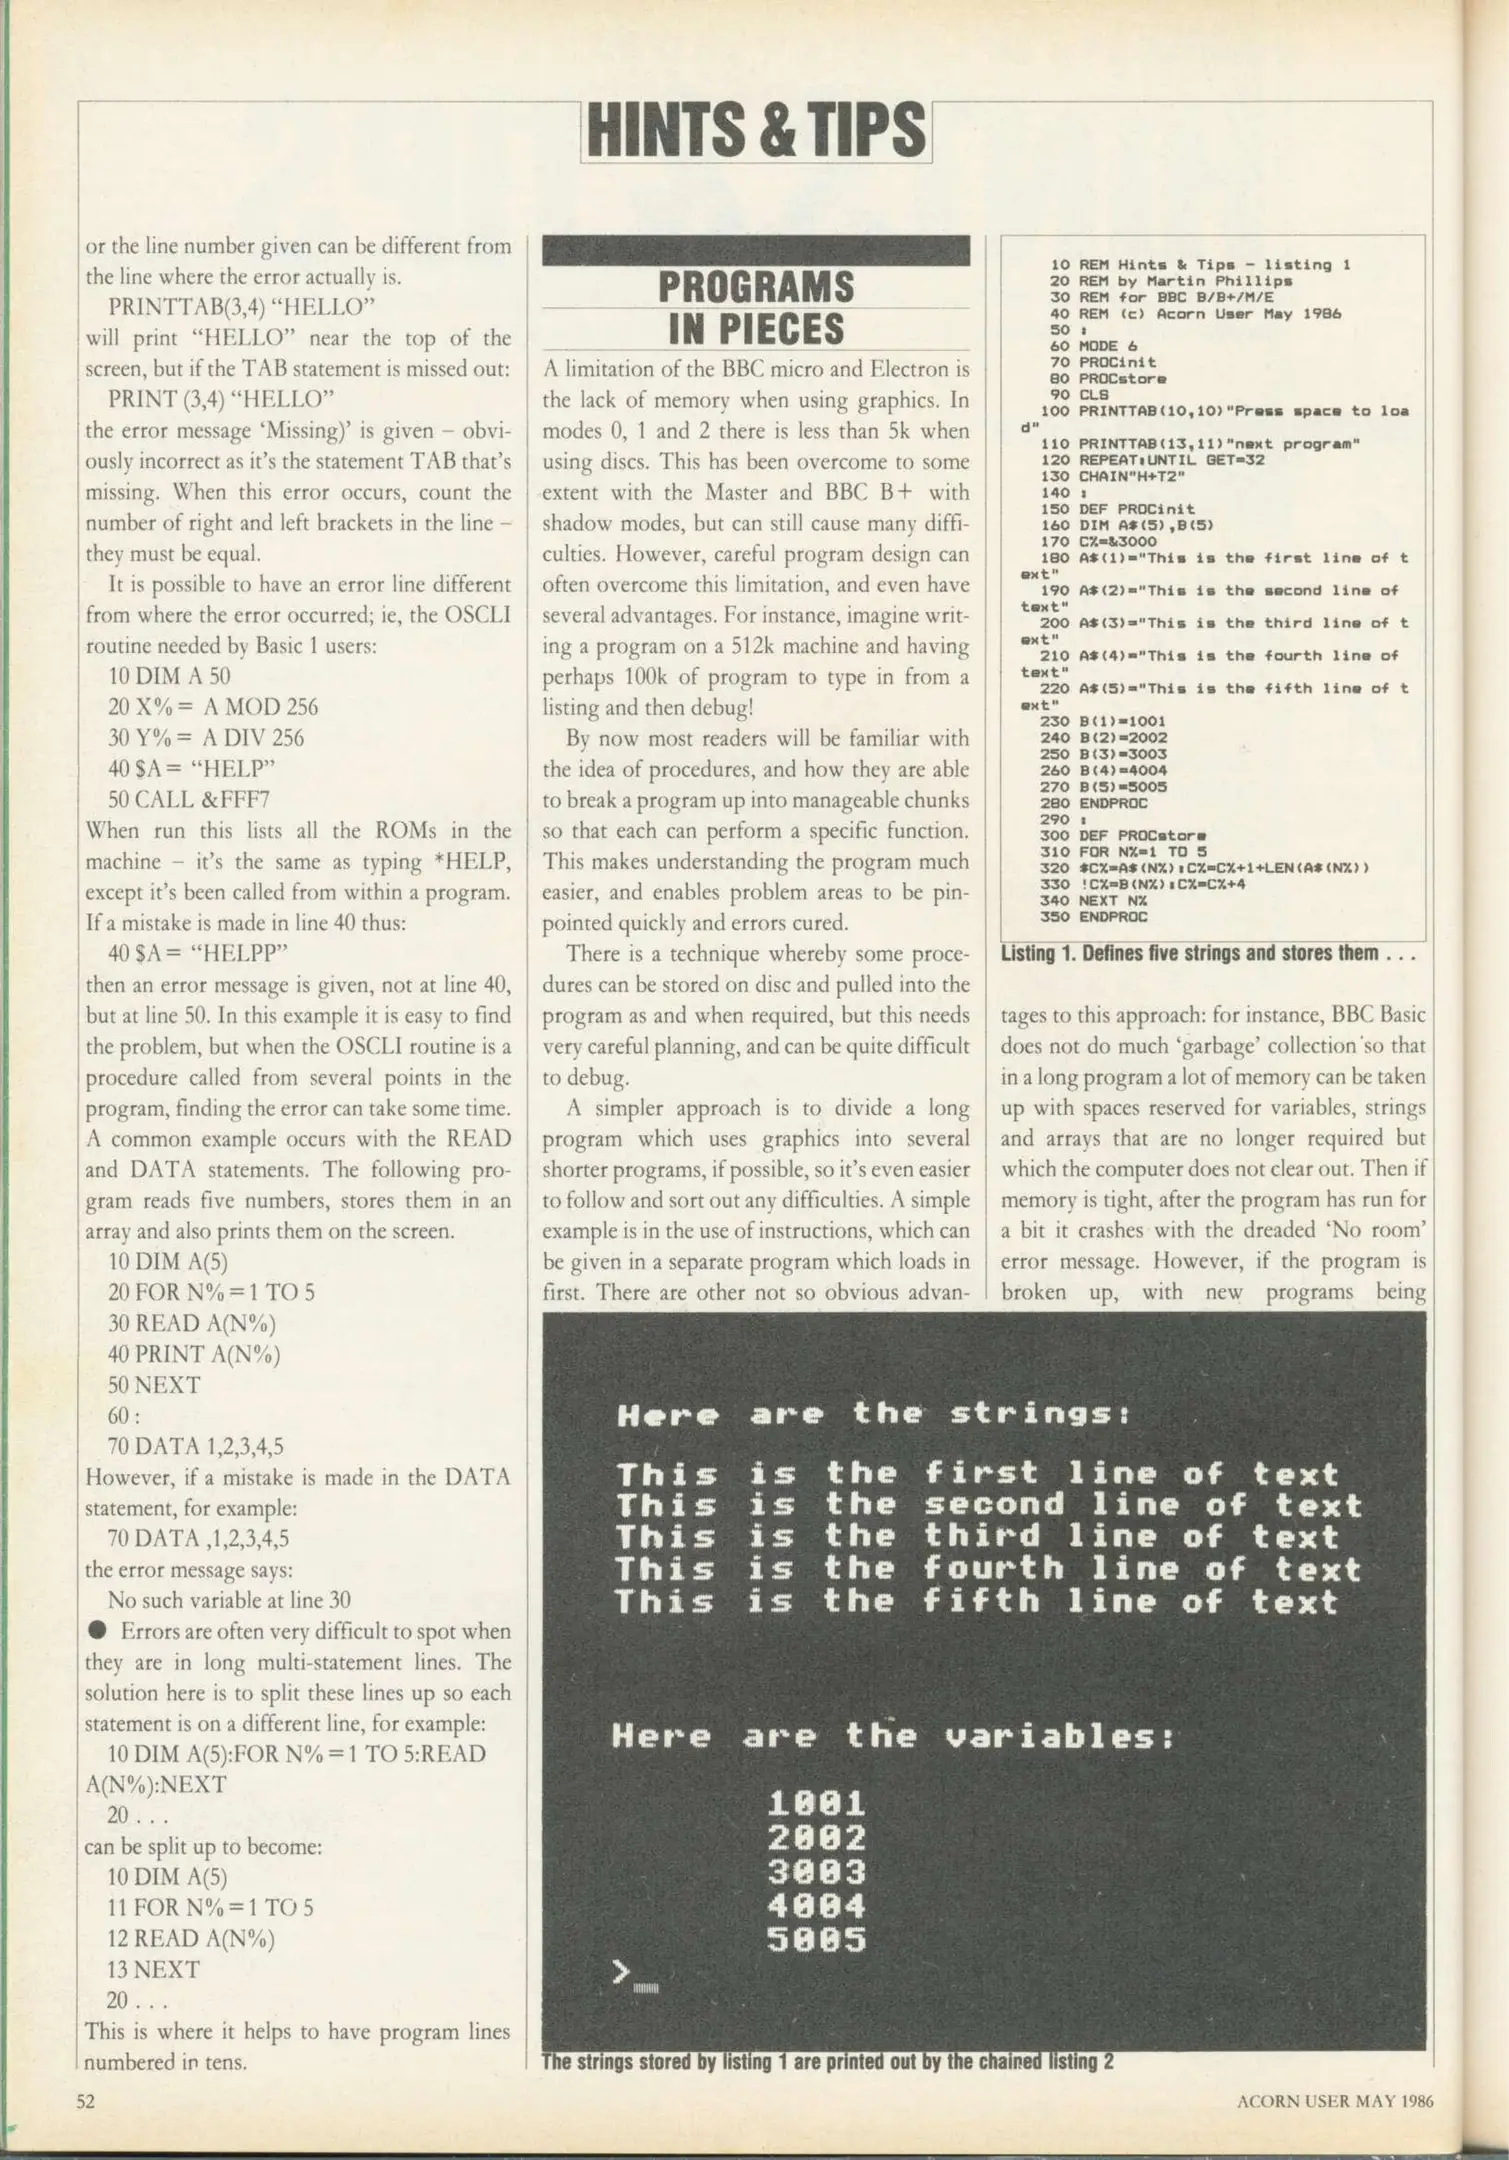 HINTS & TIPS
or the line number given can be different from
the line where the error actually is.
PRINTTAB(3,4) “HELLO”
will print “HELLO” near the top of the
screen, but if the TAB statement is missed out:
PRINT (3,4) “HELLO”
the error message ‘Missing)’ is given – obvi-
ously incorrect as it’s the statement TAB that’s
missing. When this error occurs, count the
number of right and left brackets in the line –
they must be equal.
It is possible to have an error line different
from where the error occurred; ie, the OSCLI
routine needed by Basic 1 users:
10 DIM A 50
20 X% = A MOD 256
30 Y% = A DIV 256
40 $A = “HELP”
50 CALL &FFF7
When run this lists all the ROMs in the
machine – it’s the same as typing *HELP,
except it’s been called from within a program.
If a mistake is made in line 40 thus:
40 $A = “HELPP”
then an error message is given, not at line 40,
but at line 50. In this example it is easy to find
the problem, but when the OSCLI routine is a
procedure called from several points in the
program, finding the error can take some time.
A common example occurs with the READ
and DATA statements. The following pro-
gram reads five numbers, stores them in an
array and also prints them on the screen.
10 DIM A(5)
20 FOR N% = 1 TO 5
30 READ A(N%)
40 PRINT A(N%)
50 NEXT
60 :
70 DATA 1,2,3,4,5
However, if a mistake is made in the DATA
statement, for example:
70 DATA ,1,2,3,4,5
the error message says:
No such variable at line 30
● Errors are often very difficult to spot when
they are in long multi-statement lines. The
solution here is to split these lines up so each
statement is on a different line, for example:
10 DIM A(5):FOR N% = 1 TO 5:READ
A(N%):NEXT
20 . . .
can be split up to become:
10 DIM A(5)
11 FOR N% = 1 TO 5
12 READ A(N%)
13 NEXT
20 . . .
This is where it helps to have program lines
numbered in tens.
PROGRAMS
IN PIECES
A limitation of the BBC micro and Electron is
the lack of memory when using graphics. In
modes 0, 1 and 2 there is less than 5k when
using discs. This has been overcome to some
extent with the Master and BBC B+ with
shadow modes, but can still cause many diffi-
culties. However, careful program design can
often overcome this limitation, and even have
several advantages. For instance, imagine writ-
ing a program on a 512k machine and having
perhaps 100k of program to type in from a
listing and then debug!
By now most readers will be familiar with
the idea of procedures, and how they are able
to break a program up into manageable chunks
so that each can perform a specific function.
This makes understanding the program much
easier, and enables problem areas to be pin-
pointed quickly and errors cured.
There is a technique whereby some proce-
dures can be stored on disc and pulled into the
program as and when required, but this needs
very careful planning, and can be quite difficult
to debug.
A simpler approach is to divide a long
program which uses graphics into several
shorter programs, if possible, so it’s even easier
to follow and sort out any difficulties. A simple
example is in the use of instructions, which can
be given in a separate program which loads in
first. There are other not so obvious advan-
10 REM Hints & Tips - listing 1
20 REM by Martin Phillips
30 REM for BBC B/B+/M/E
40 REM (c) Acorn User May 1986
50 :
60 MODE 6
70 PROCinit
80 PROCstore
90 CLS
100 PRINTTAB(10,10)"Press space to loa
d"
110 PRINTTAB(13,11)"next program"
120 REPEAT:UNTIL GET=32
130 CHAIN"H+T2"
140 :
150 DEF PROCinit
160 DIM A$(5),B(5)
170 C%=&3000
180 A$(1)="This is the first line of t
ext"
190 A$(2)="This is the second line of
text"
200 A$(3)="This is the third line of t
ext"
210 A$(4)="This is the fourth line of
text"
220 A$(5)="This is the fifth line of t
ext"
230 B(1)=1001
240 B(2)=2002
250 B(3)=3003
260 B(4)=4004
270 B(5)=5005
280 ENDPROC
290 :
300 DEF PROCstore
310 FOR N%=1 TO 5
320 $C%=A$(N%):C%=C%+1+LEN(A$(N%))
330 !C%=B(N%):C%=C%+4
340 NEXT N%
350 ENDPROC
Listing 1. Defines five strings and stores them . . .
tages to this approach: for instance, BBC Basic
does not do much ‘garbage’ collection so that
in a long program a lot of memory can be taken
up with spaces reserved for variables, strings
and arrays that are no longer required but
which the computer does not clear out. Then if
memory is tight, after the program has run for
a bit it crashes with the dreaded ‘No room’
error message. However, if the program is
broken up, with new programs being
Here are the strings:
This is the first line of text
This is the second line of text
This is the third line of text
This is the fourth line of text
This is the fifth line of text
Here are the variables:
1001
2002
3003
4004
5005
>_
The strings stored by listing 1 are printed out by the chained listing 2
52
ACORN USER MAY 1986